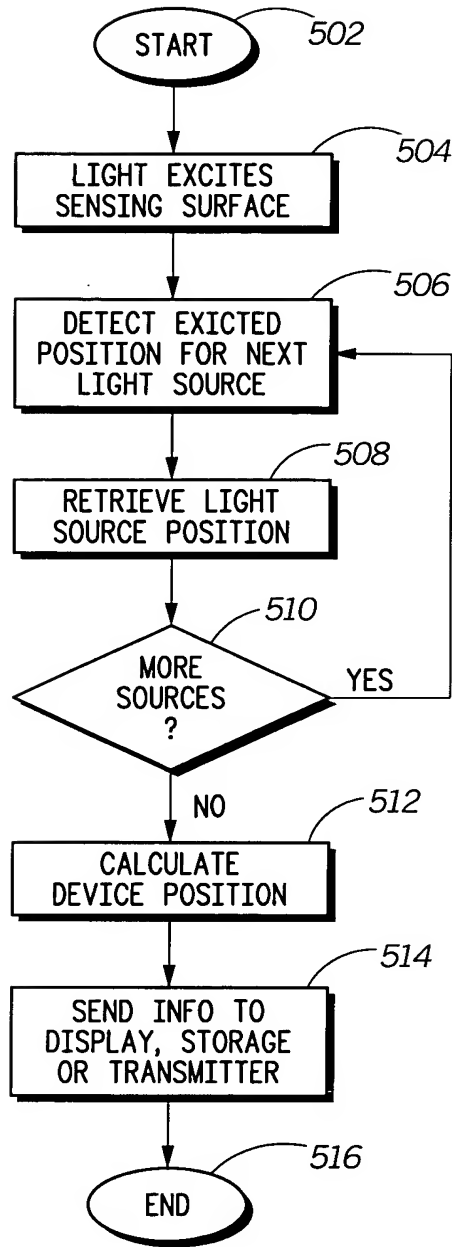 START
502
504
LIGHT EXCITES
SENSING SURFACE
506
DETECT EXICTED
POSITION FOR NEXT
LIGHT SOURCE
508
RETRIEVE LIGHT
SOURCE POSITION
510
MORE
SOURCES
?
YES
NO
512
CALCULATE
DEVICE POSITION
514
SEND INFO TO
DISPLAY, STORAGE
OR TRANSMITTER
516
END